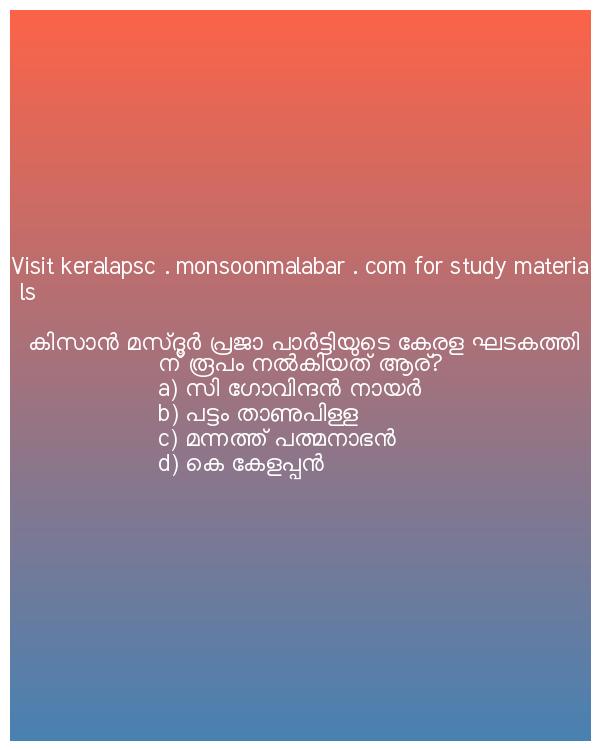 Visit keralapsc . monsoonmalabar . com for study materia
ls
കിസാൻ മസ്ദൂർ പ്രജാ പാർട്ടിയുടെ കേരള ഘടകത്തി
ന് രൂപം നൽകിയത് ആര്?
a) സി ഗോവിന്ദൻ നായർ
b) പട്ടം താണുപിള്ള
c) മന്നത്ത് പത്മനാഭൻ
d) കെ കേളപ്പൻ